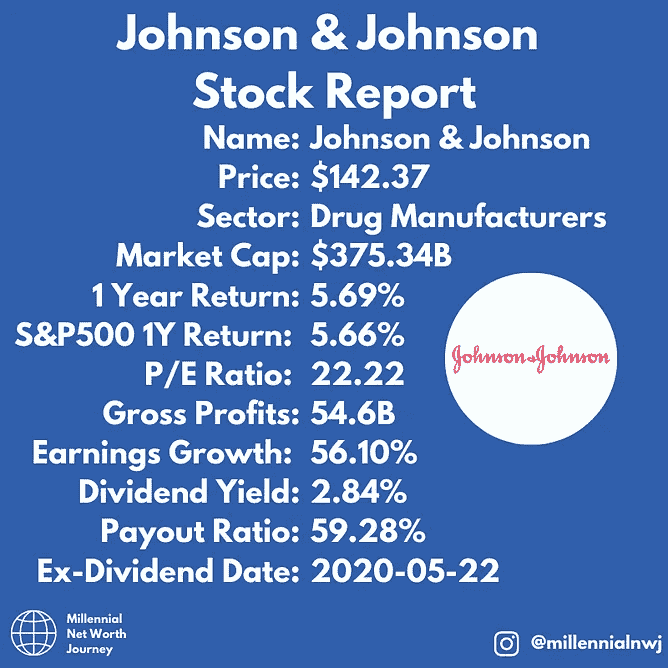 Johnson & Johnson
Stock Report
Name: Johnson & Johnson
Price: $142.37
Sector: Drug Manufacturers
Market Cap: $375.34B
1 Year Return: 5.69%
S&P500 1Y Return: 5.66%
P/E Ratio: 22.22
Gross Profits: 54.6B
Earnings Growth: 56.10%
Dividend Yield: 2.84%
Payout Ratio: 59.28%
Ex-Dividend Date: 2020-05-22
Johnson & Johnson
Millennial
Net Worth
Journey
@millennialnwj